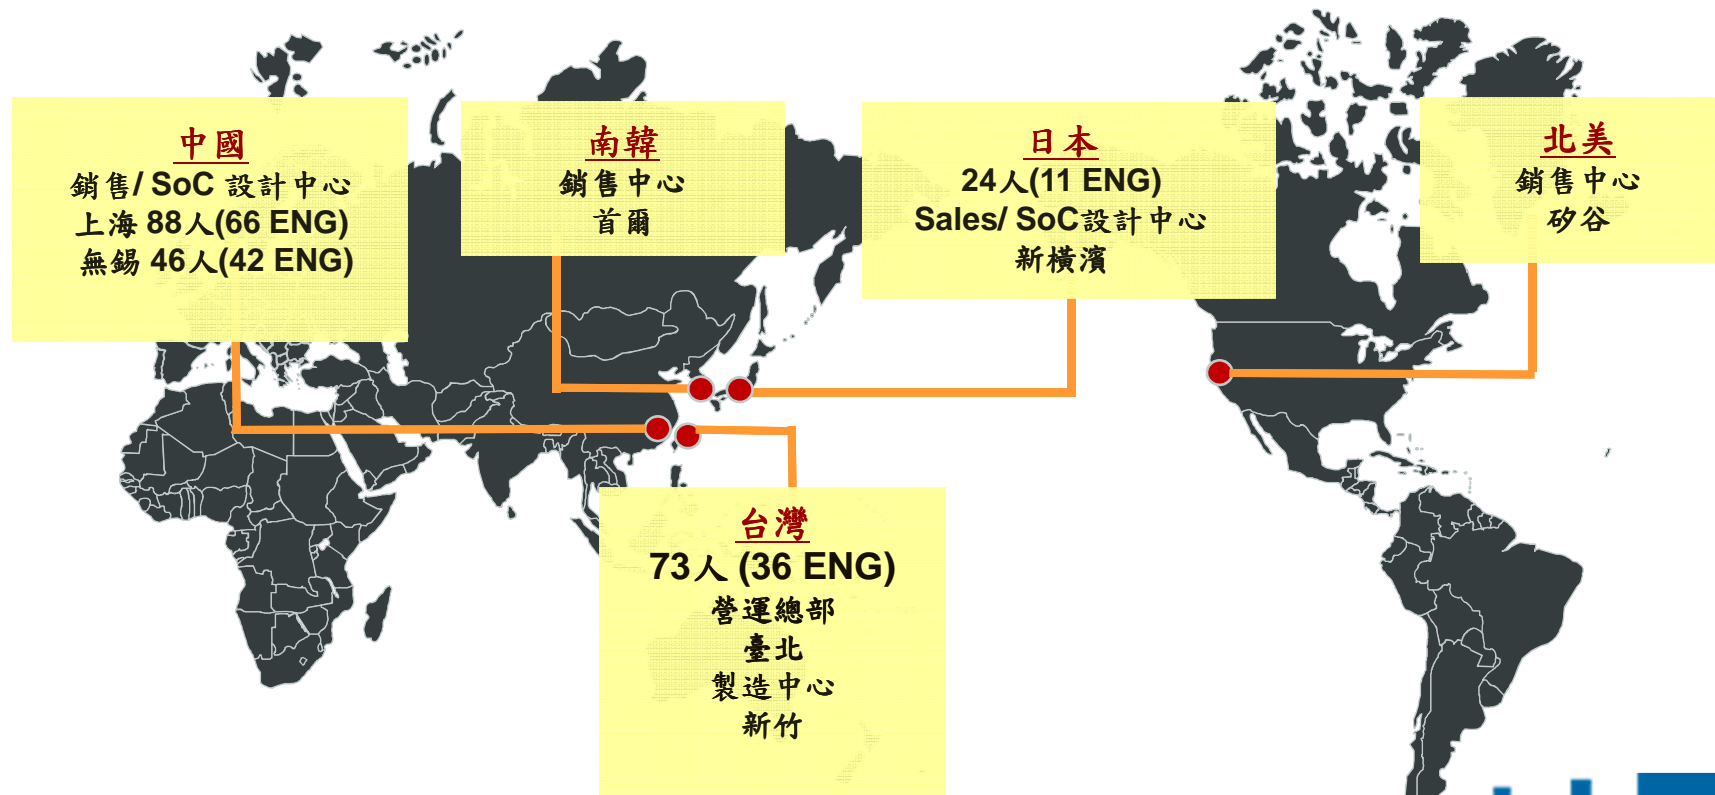 中國
銷售/ SoC 設計中心
上海 88人(66 ENG)
無錫 46人(42 ENG)
南韓
銷售中心
首爾
日本
24人(11 ENG)
Sales/ SoC設計中心
新橫濱
北美
銷售中心
矽谷
台灣
73人 (36 ENG)
營運總部
臺北
製造中心
新竹